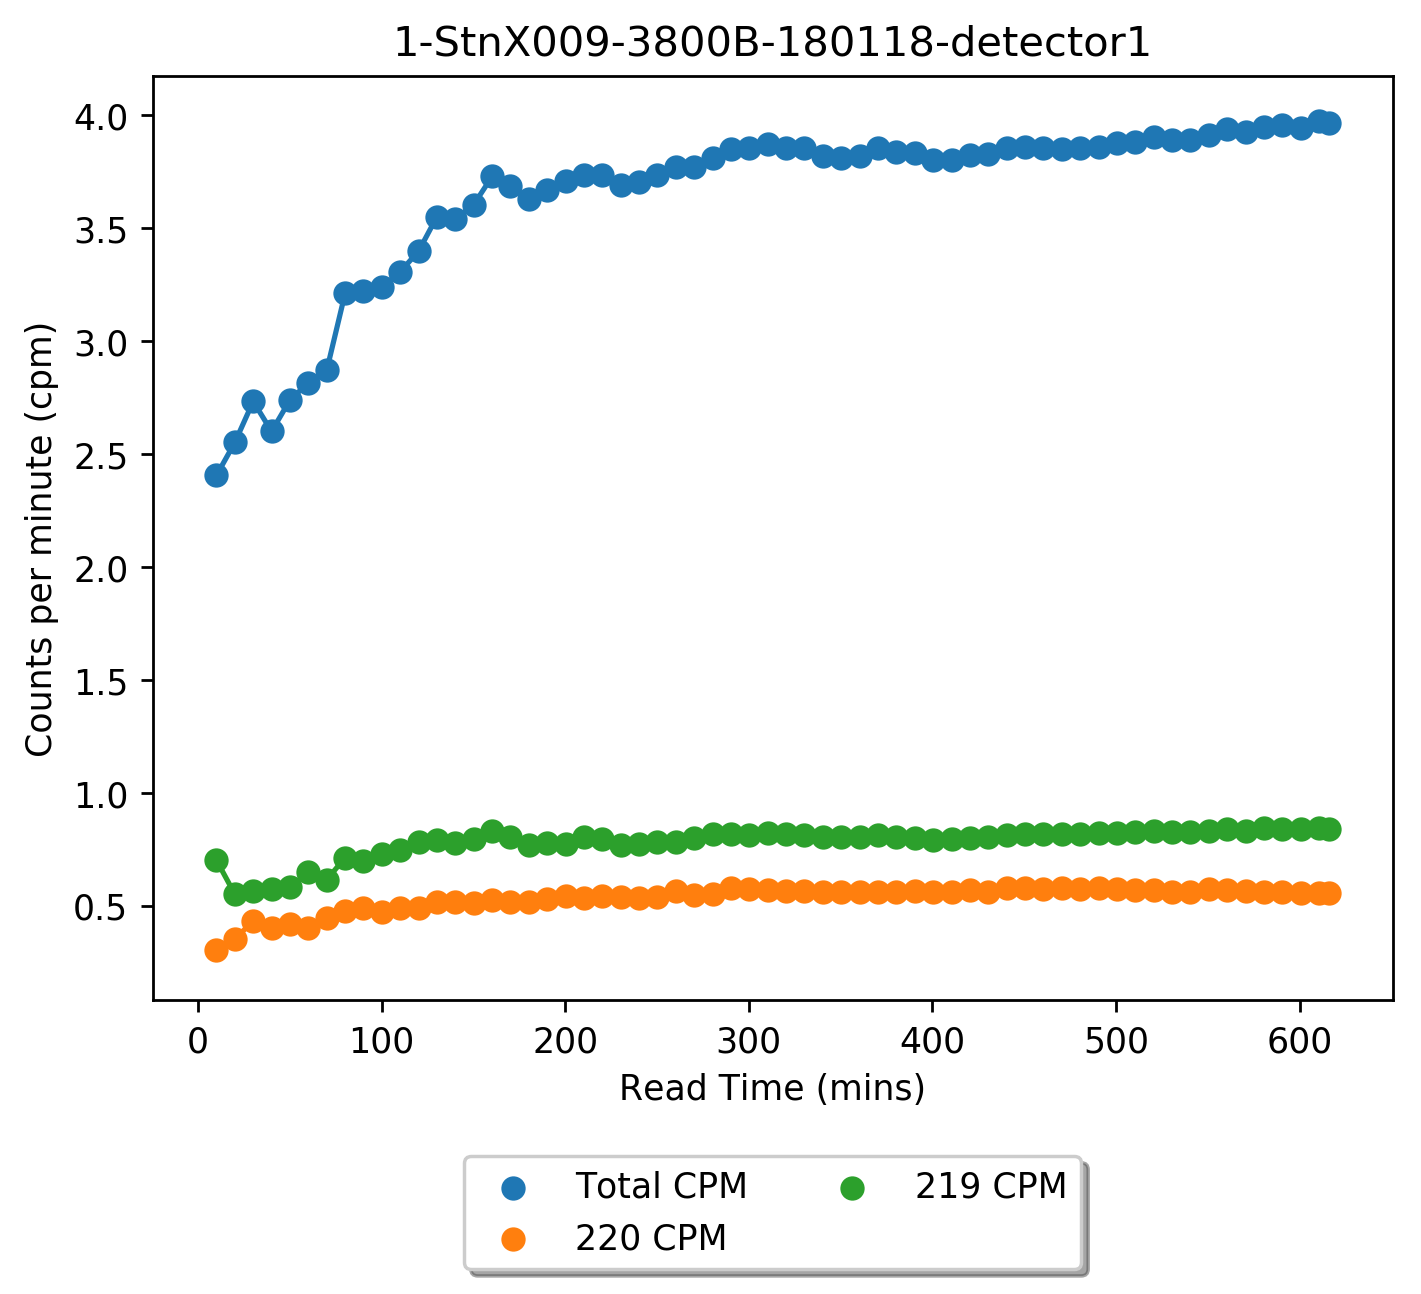 1-StnX009-3800B-180118-detector1
4.0
3.5
3.0
2.5
2.0
1.5
1.0
0.5
Counts per minute (cpm)
0 100 200 300 400 500 600
Read Time (mins)
Total CPM 219 CPM
220 CPM